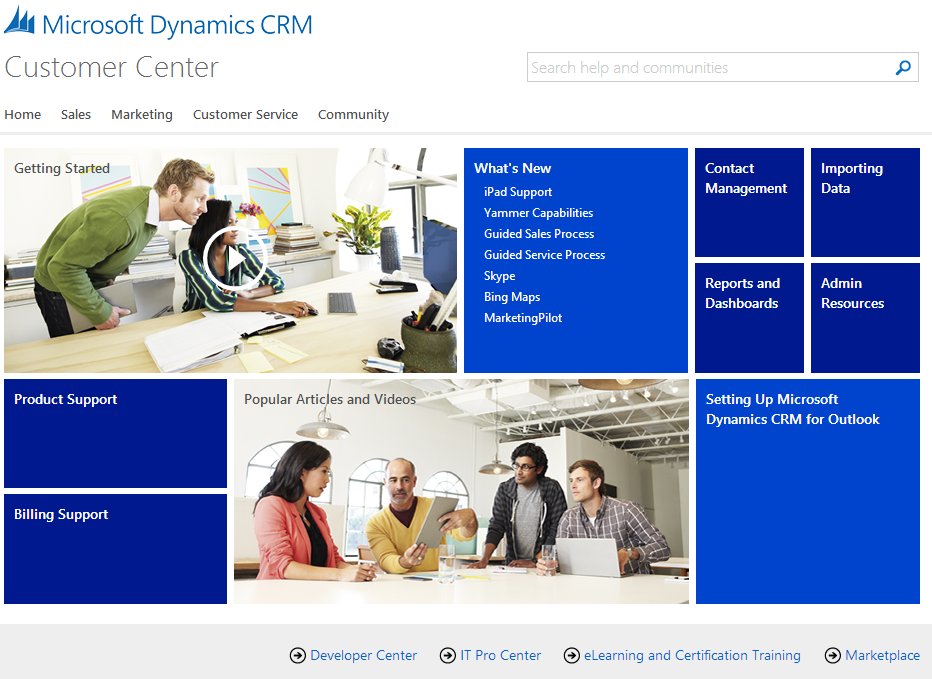 Microsoft Dynamics CRM
Customer Center
Search help and communities
Home Sales Marketing Customer Service Community
Getting Started
What's New
iPad Support
Yammer Capabilities
Guided Sales Process
Guided Service Process
Skype
Bing Maps
MarketingPilot
Contact
Management
Importing
Data
Reports and
Dashboards
Admin
Resources
Product Support
Billing Support
Popular Articles and Videos
Setting Up Microsoft
Dynamics CRM for Outlook
Developer Center IT Pro Center eLearning and Certification Training Marketplace